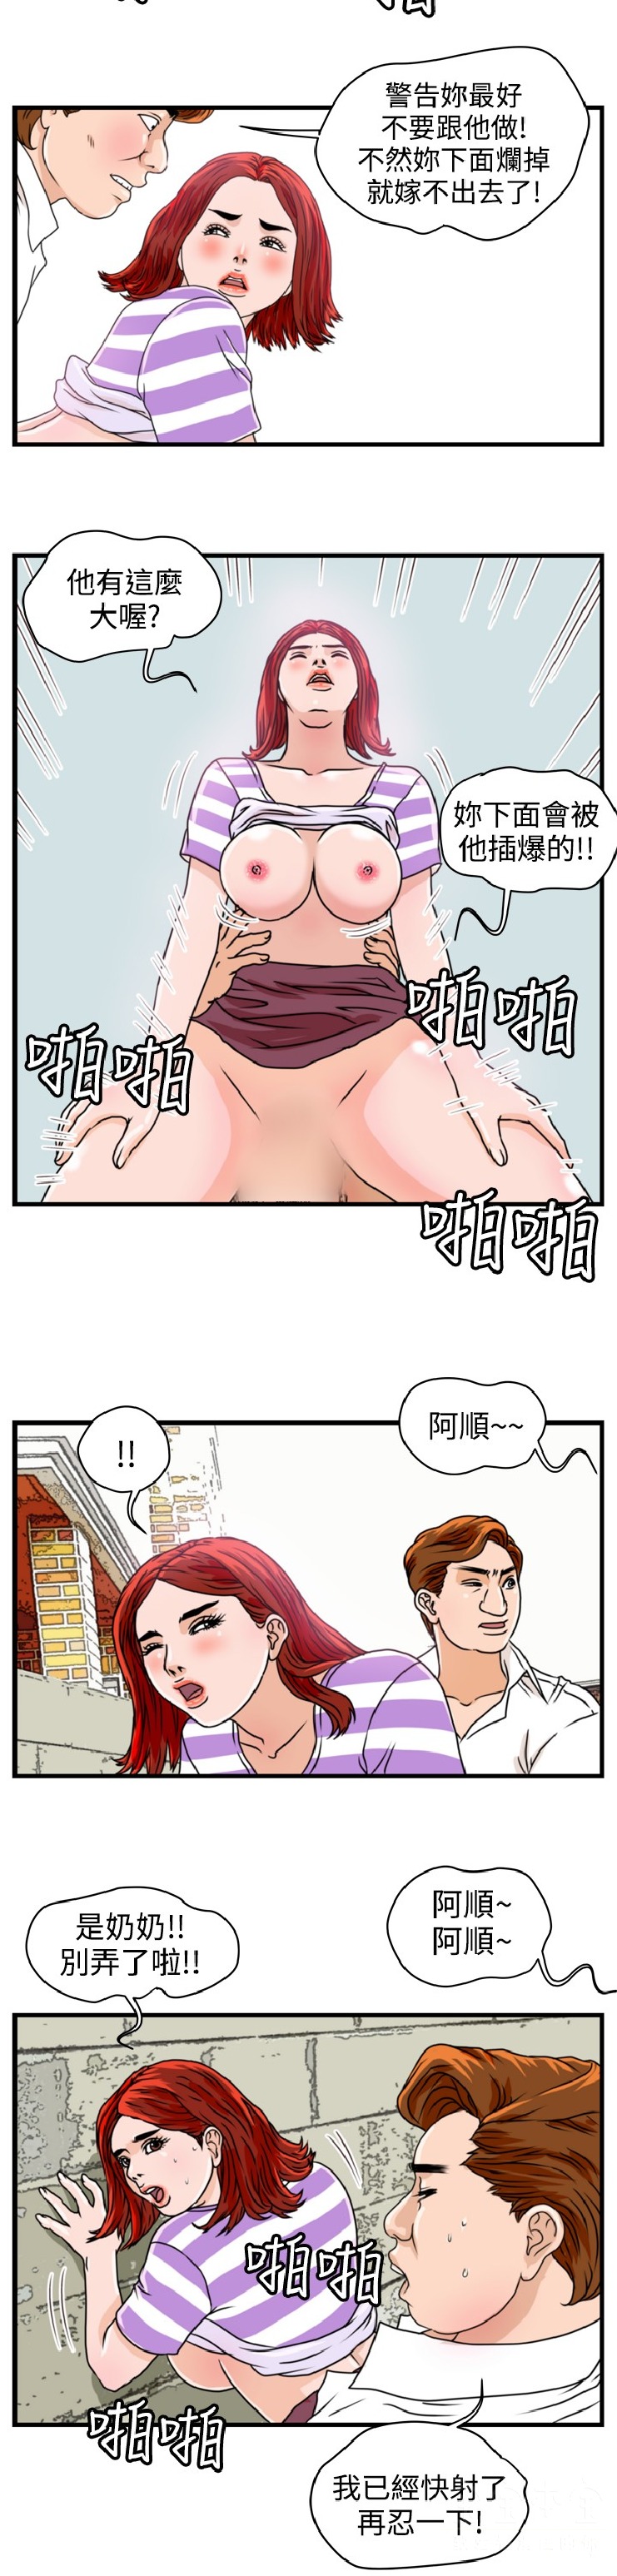 啪
警告妳最好
不要跟他做!
不然妳下面爛掉
就嫁不出去了!
他有這麼
大喔?
妳下面會被
他插爆的!!
啪啪
啪啪
啪啪
!!
阿順~~
是奶奶!!
別弄了啦!!
阿順~
阿順~
啪啪
啪啪
我已經快射了
再忍一下!